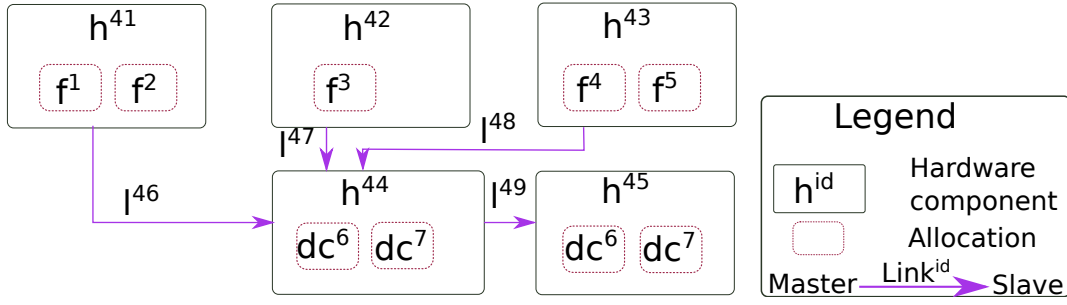 h⁴¹ h⁴² h⁴³
f¹ f² f³ f⁴ f⁵
l⁴⁷ l⁴⁸
l⁴⁶ h⁴⁴ l⁴⁹ h⁴⁵
dc⁶ dc⁷ dc⁶ dc⁷
Legend
hⁱᵈ Hardware
component
Allocation
Master Linkⁱᵈ Slave